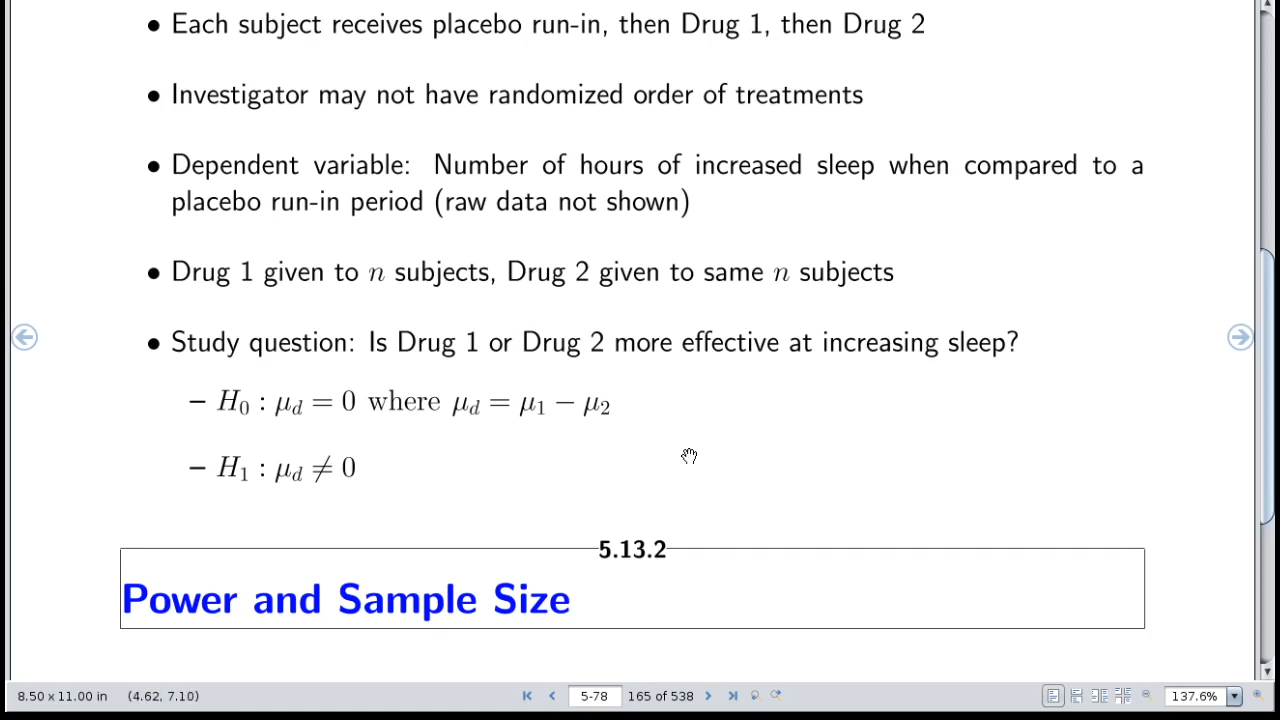 • Each subject receives placebo run-in, then Drug 1, then Drug 2
• Investigator may not have randomized order of treatments
• Dependent variable: Number of hours of increased sleep when compared to a
placebo run-in period (raw data not shown)
• Drug 1 given to n subjects, Drug 2 given to same n subjects
• Study question: Is Drug 1 or Drug 2 more effective at increasing sleep?
– H₀ : μ_d = 0 where μ_d = μ₁ − μ₂
– H₁ : μ_d ≠ 0
5.13.2
Power and Sample Size
8.50 x 11.00 in (4.62, 7.10) 5-78 165 of 538 137.6%